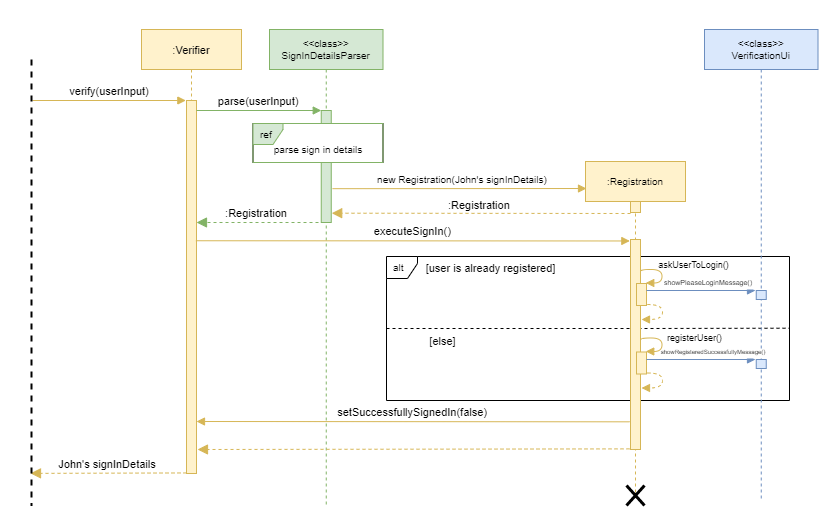 :Verifier
<<class>>
SignInDetailsParser
<<class>>
VerificationUi
verify(userInput)
parse(userInput)
ref
parse sign in details
new Registration(John's signInDetails)
:Registration
:Registration
:Registration
executeSignIn()
alt
[user is already registered]
askUserToLogin()
showPleaseLoginMessage()
[else]
registerUser()
showRegisteredSuccessfullyMessage()
setSuccessfullySignedIn(false)
John's signInDetails